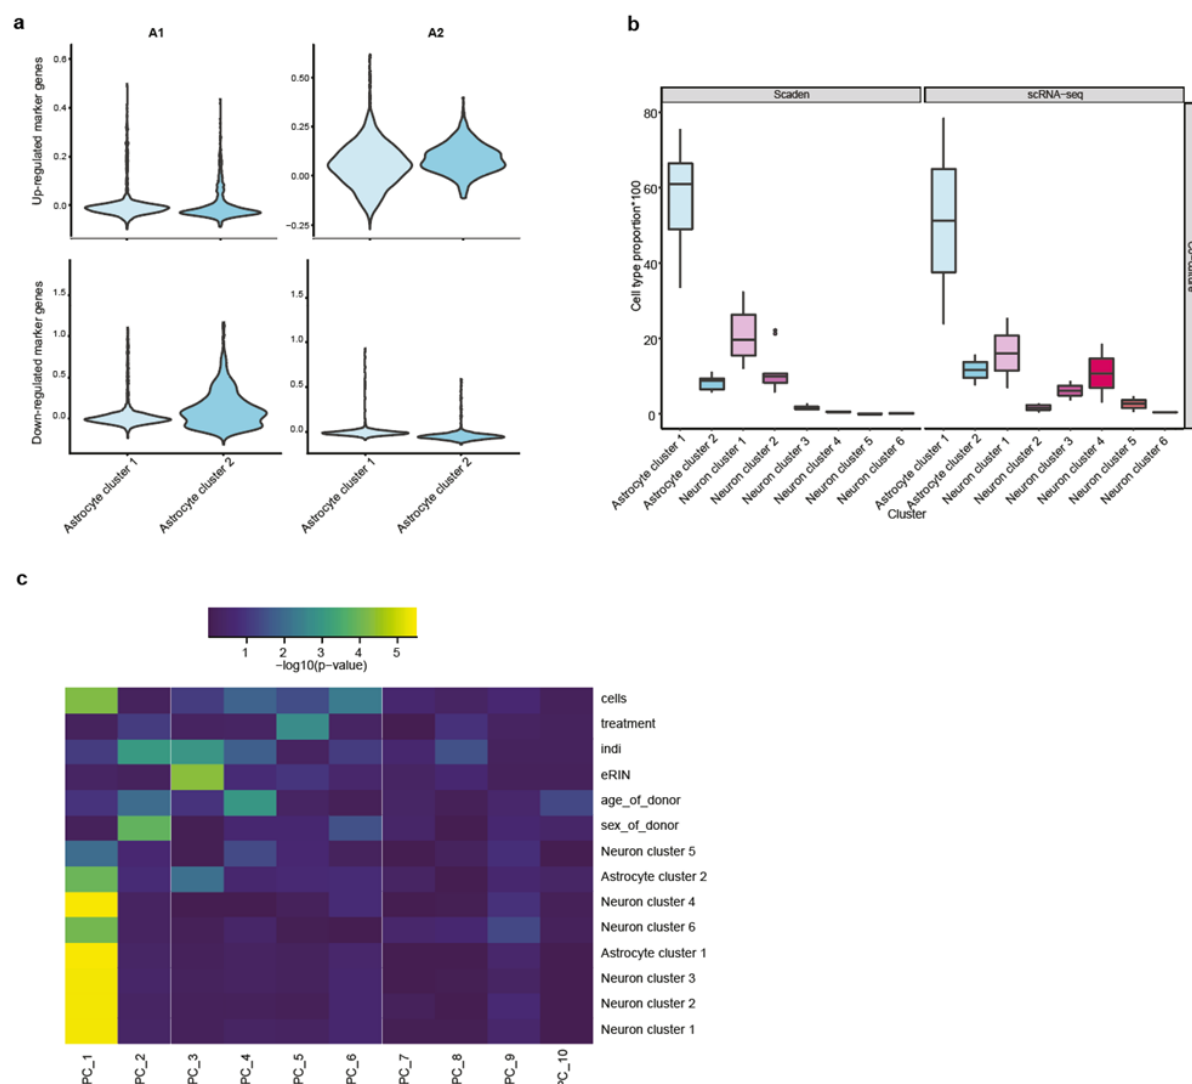 a
A1
A2
Up-regulated marker genes
0.6
0.4
0.2
0.0
0.50
0.25
0.00
−0.25
Down-regulated marker genes
1.5
1.0
0.5
0.0
1.5
1.0
0.5
0.0
Astrocyte cluster 1
Astrocyte cluster 2
Astrocyte cluster 1
Astrocyte cluster 2
b
Scaden
scRNA−seq
Cell type proportion*100
80
60
40
20
0
Astrocyte cluster 1
Astrocyte cluster 2
Neuron cluster 1
Neuron cluster 2
Neuron cluster 3
Neuron cluster 4
Neuron cluster 5
Neuron cluster 6
Astrocyte cluster 1
Astrocyte cluster 2
Neuron cluster 1
Neuron cluster 2
Neuron cluster 3
Neuron cluster 4
Neuron cluster 5
Neuron cluster 6
Cluster
c
1 2 3 4 5
−log10(p−value)
cells
treatment
indi
eRIN
age_of_donor
sex_of_donor
Neuron cluster 5
Astrocyte cluster 2
Neuron cluster 4
Neuron cluster 6
Astrocyte cluster 1
Neuron cluster 3
Neuron cluster 2
Neuron cluster 1
PC_1
PC_2
PC_3
PC_4
PC_5
PC_6
PC_7
PC_8
PC_9
PC_10